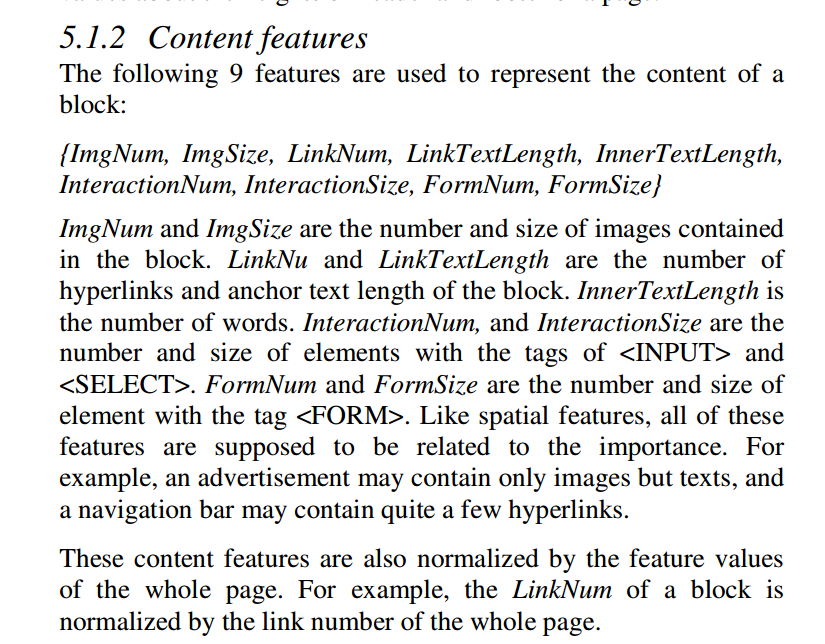 5.1.2 Content features
The following 9 features are used to represent the content of a
block:
{ImgNum, ImgSize, LinkNum, LinkTextLength, InnerTextLength,
InteractionNum, InteractionSize, FormNum, FormSize}
ImgNum and ImgSize are the number and size of images contained
in the block. LinkNu and LinkTextLength are the number of
hyperlinks and anchor text length of the block. InnerTextLength is
the number of words. InteractionNum, and InteractionSize are the
number and size of elements with the tags of <INPUT> and
<SELECT>. FormNum and FormSize are the number and size of
element with the tag <FORM>. Like spatial features, all of these
features are supposed to be related to the importance. For
example, an advertisement may contain only images but texts, and
a navigation bar may contain quite a few hyperlinks.
These content features are also normalized by the feature values
of the whole page. For example, the LinkNum of a block is
normalized by the link number of the whole page.